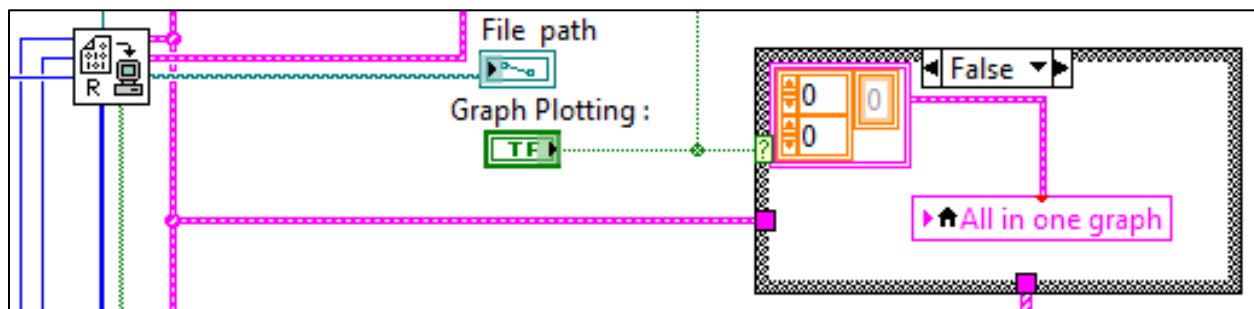 File path
R
False
0
0
0
Graph Plotting :
TF
?
All in one graph